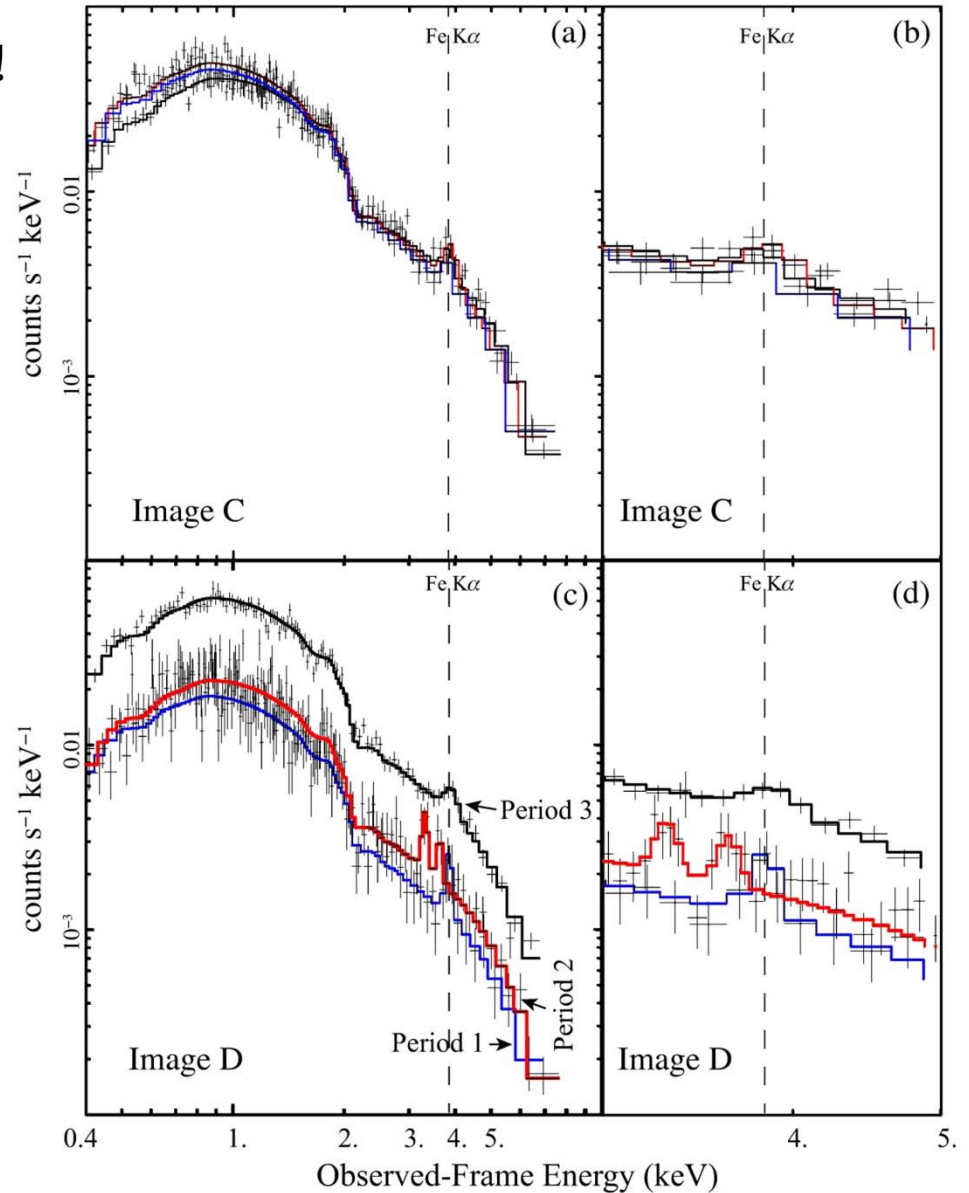 !
Fe Kα
(a)
Fe Kα
(b)
counts s⁻¹ keV⁻¹
0.01
10⁻³
Image C
Image C
Fe Kα
(c)
Fe Kα
(d)
counts s⁻¹ keV⁻¹
0.01
10⁻³
Period 3
Period 2
Period 1
Image D
Image D
0.4 1. 2. 3. 4. 5. 4. 5.
Observed-Frame Energy (keV)